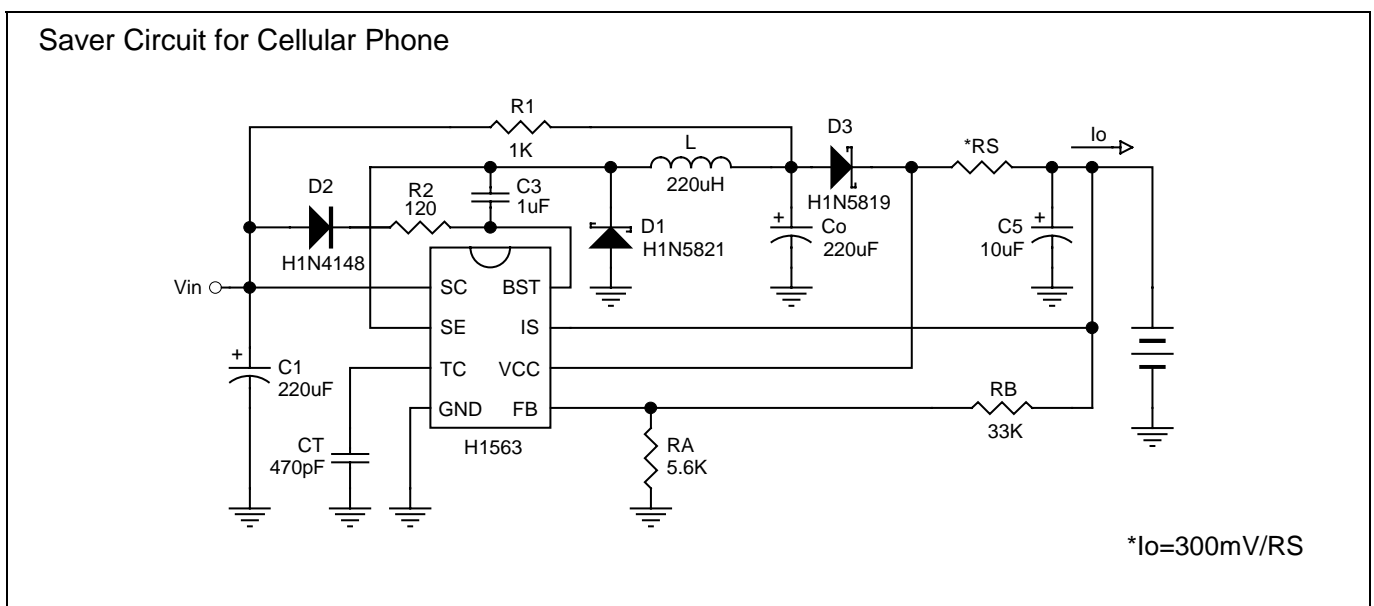 Saver Circuit for Cellular Phone
R1
1K
D3
*RS
Io
L
220uH
H1N5819
D2
R2
120
C3
1uF
D1
H1N5821
+
Co
220uF
+
C5
10uF
H1N4148
Vin
SC
BST
SE
IS
TC
VCC
GND
FB
H1563
+
C1
220uF
CT
470pF
RA
5.6K
RB
33K
*Io=300mV/RS